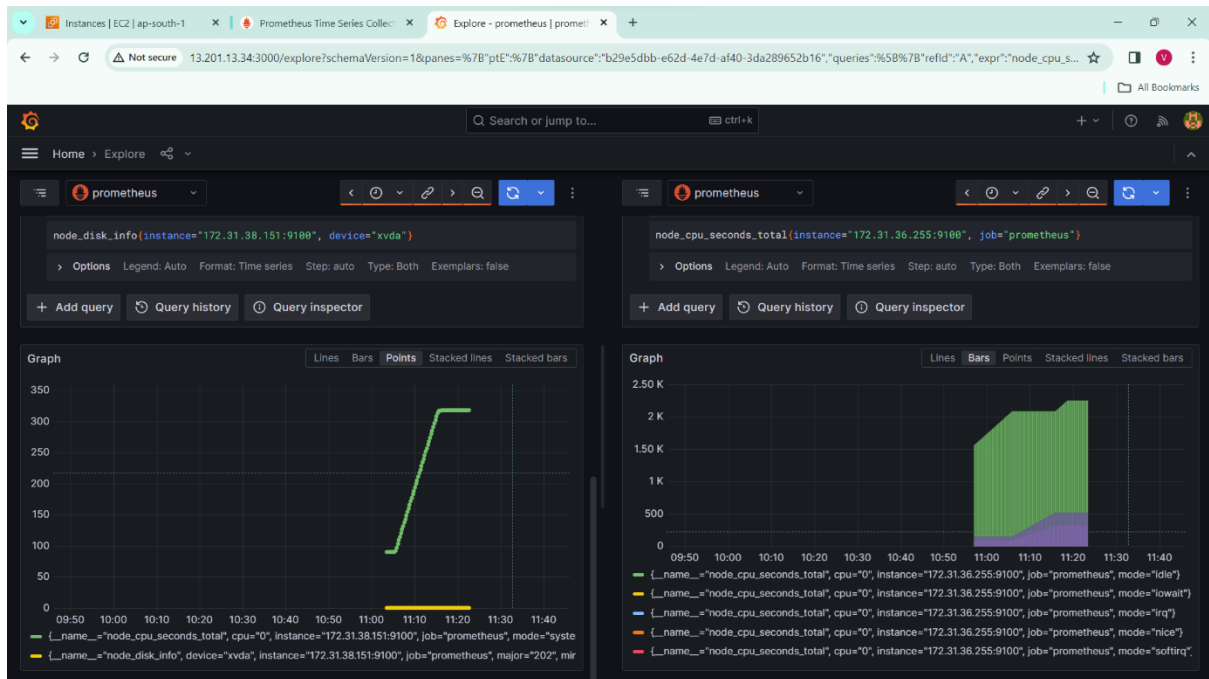 Instances | EC2 | ap-south-1
Prometheus Time Series Collect
Explore - prometheus | promet
Not secure
13.201.13.34:3000/explore?schemaVersion=1&panes=%7B"ptE":%7B"datasource":"b29e5dbb-e62d-4e7d-af40-3da289652b16","queries":%5B%7B"refId":"A","expr":"node_cpu_s...
V
All Bookmarks
Search or jump to...
ctrl+k
Home › Explore
prometheus
node_disk_info{instance="172.31.38.151:9100", device="xvda"}
Options Legend: Auto Format: Time series Step: auto Type: Both Exemplars: false
+ Add query Query history Query inspector
Graph
Lines Bars Points Stacked lines Stacked bars
350
300
250
200
150
100
50
0
09:50 10:00 10:10 10:20 10:30 10:40 10:50 11:00 11:10 11:20 11:30 11:40
{__name__="node_cpu_seconds_total", cpu="0", instance="172.31.38.151:9100", job="prometheus", mode="syste
{__name__="node_disk_info", device="xvda", instance="172.31.38.151:9100", job="prometheus", major="202", mir
prometheus
node_cpu_seconds_total{instance="172.31.36.255:9100", job="prometheus"}
Options Legend: Auto Format: Time series Step: auto Type: Both Exemplars: false
+ Add query Query history Query inspector
Graph
Lines Bars Points Stacked lines Stacked bars
2.50 K
2 K
1.50 K
1 K
500
0
09:50 10:00 10:10 10:20 10:30 10:40 10:50 11:00 11:10 11:20 11:30 11:40
{__name__="node_cpu_seconds_total", cpu="0", instance="172.31.36.255:9100", job="prometheus", mode="idle"}
{__name__="node_cpu_seconds_total", cpu="0", instance="172.31.36.255:9100", job="prometheus", mode="iowait"}
{__name__="node_cpu_seconds_total", cpu="0", instance="172.31.36.255:9100", job="prometheus", mode="irq"}
{__name__="node_cpu_seconds_total", cpu="0", instance="172.31.36.255:9100", job="prometheus", mode="nice"}
{__name__="node_cpu_seconds_total", cpu="0", instance="172.31.36.255:9100", job="prometheus", mode="softirq"